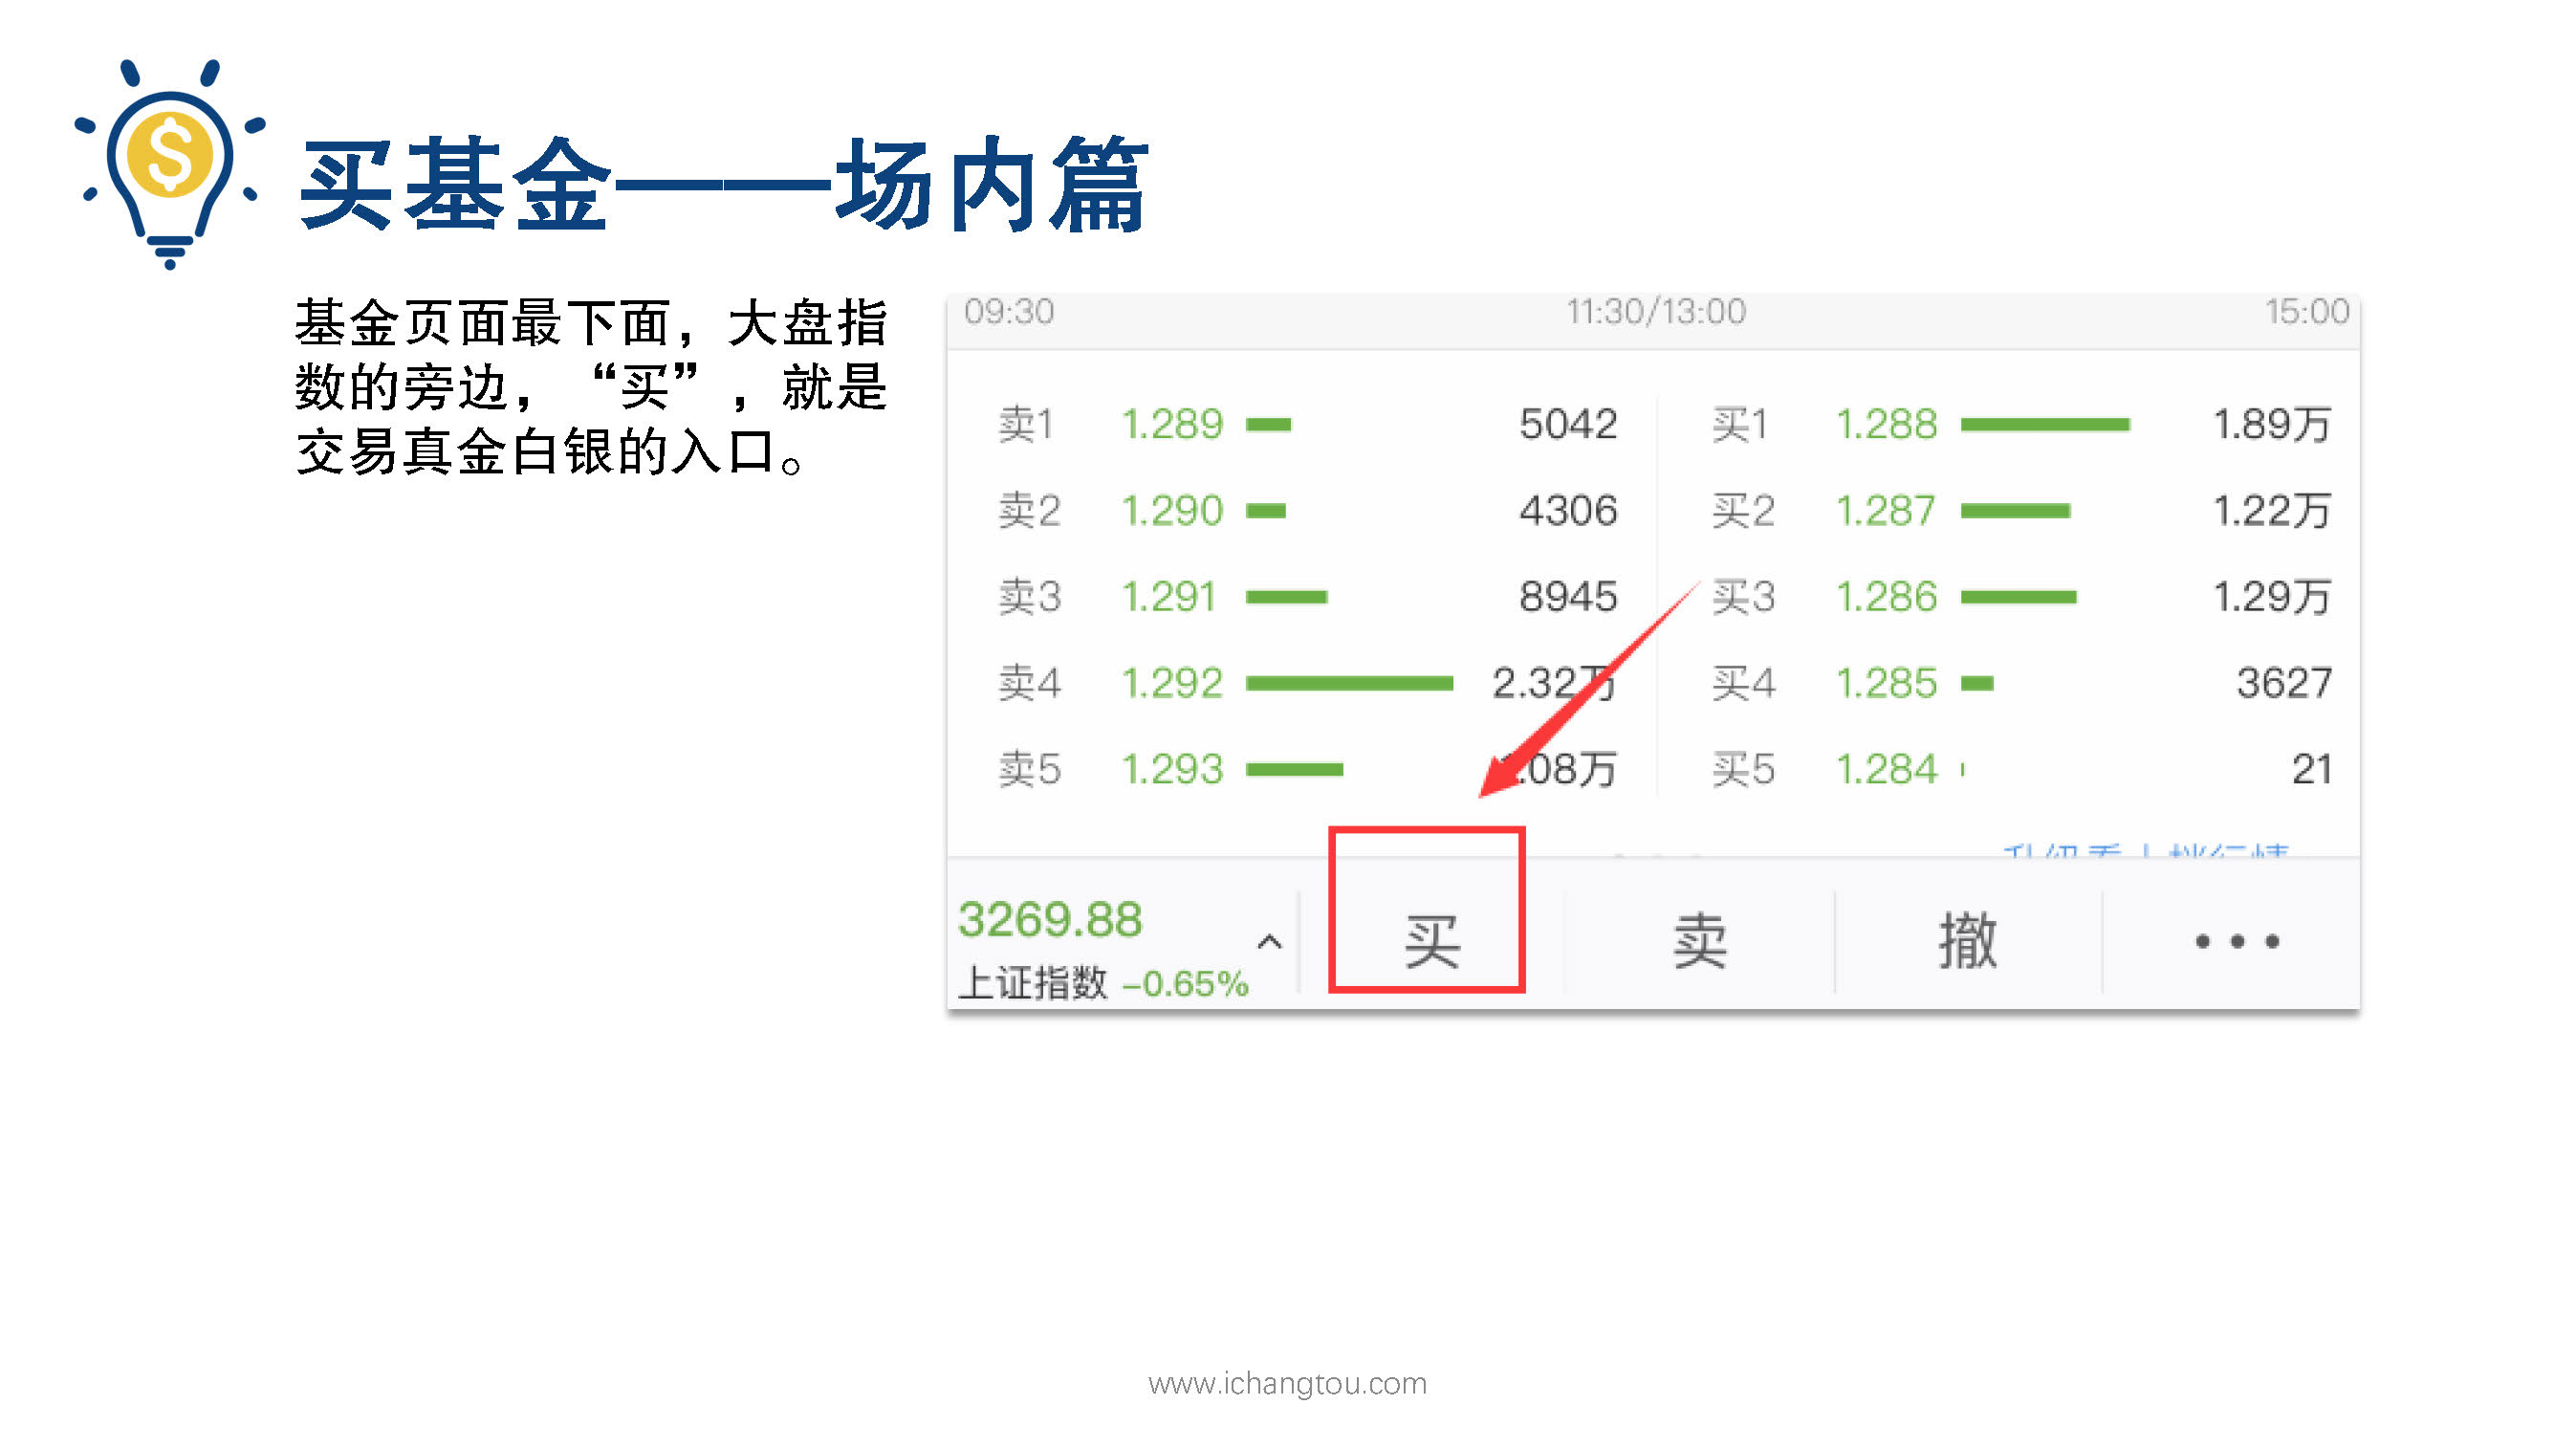 买基金——场内篇
基金页面最下面，大盘指
数的旁边，“买”，就是
交易真金白银的入口。
09:30 11:30/13:00 15:00
卖1 1.289 5042 买1 1.288 1.89万
卖2 1.290 4306 买2 1.287 1.22万
卖3 1.291 8945 买3 1.286 1.29万
卖4 1.292 2.32万 买4 1.285 3627
卖5 1.293 .08万 买5 1.284 21
3269.88
上证指数 -0.65%
买 卖 撤 •••
www.ichangtou.com